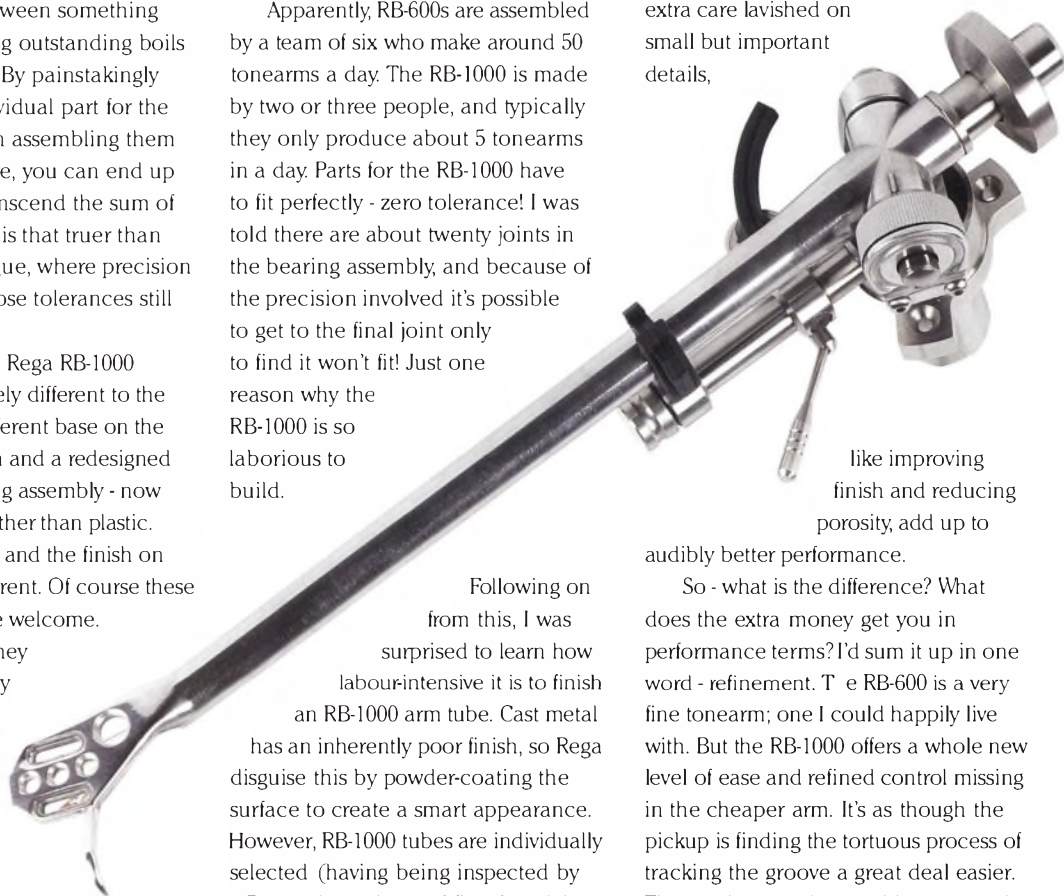 ween something
g outstanding boils
By painstakingly
vidual part for the
n assembling them
e, you can end up
nscend the sum of
is that truer than
ue, where precision
ose tolerances still
Rega RB-1000
ely different to the
erent base on the
and a redesigned
g assembly - now
ther than plastic.
and the finish on
rent. Of course these
e welcome.
ey
y
Apparently, RB-600s are assembled
by a team of six who make around 50
tonearms a day. The RB-1000 is made
by two or three people, and typically
they only produce about 5 tonearms
in a day. Parts for the RB-1000 have
to fit perfectly - zero tolerance! I was
told there are about twenty joints in
the bearing assembly, and because of
the precision involved it's possible
to get to the final joint only
to find it won't fit! Just one
reason why the
RB-1000 is so
laborious to
build.
Following on
from this, I was
surprised to learn how
labour-intensive it is to finish
an RB-1000 arm tube. Cast metal
has an inherently poor finish, so Rega
disguise this by powder-coating the
surface to create a smart appearance.
However, RB-1000 tubes are individually
selected (having being inspected by
extra care lavished on
small but important
details,
like improving
finish and reducing
porosity, add up to
audibly better performance.
So - what is the difference? What
does the extra money get you in
performance terms? I'd sum it up in one
word - refinement. T e RB-600 is a very
fine tonearm; one I could happily live
with. But the RB-1000 offers a whole new
level of ease and refined control missing
in the cheaper arm. It's as though the
pickup is finding the tortuous process of
tracking the groove a great deal easier.